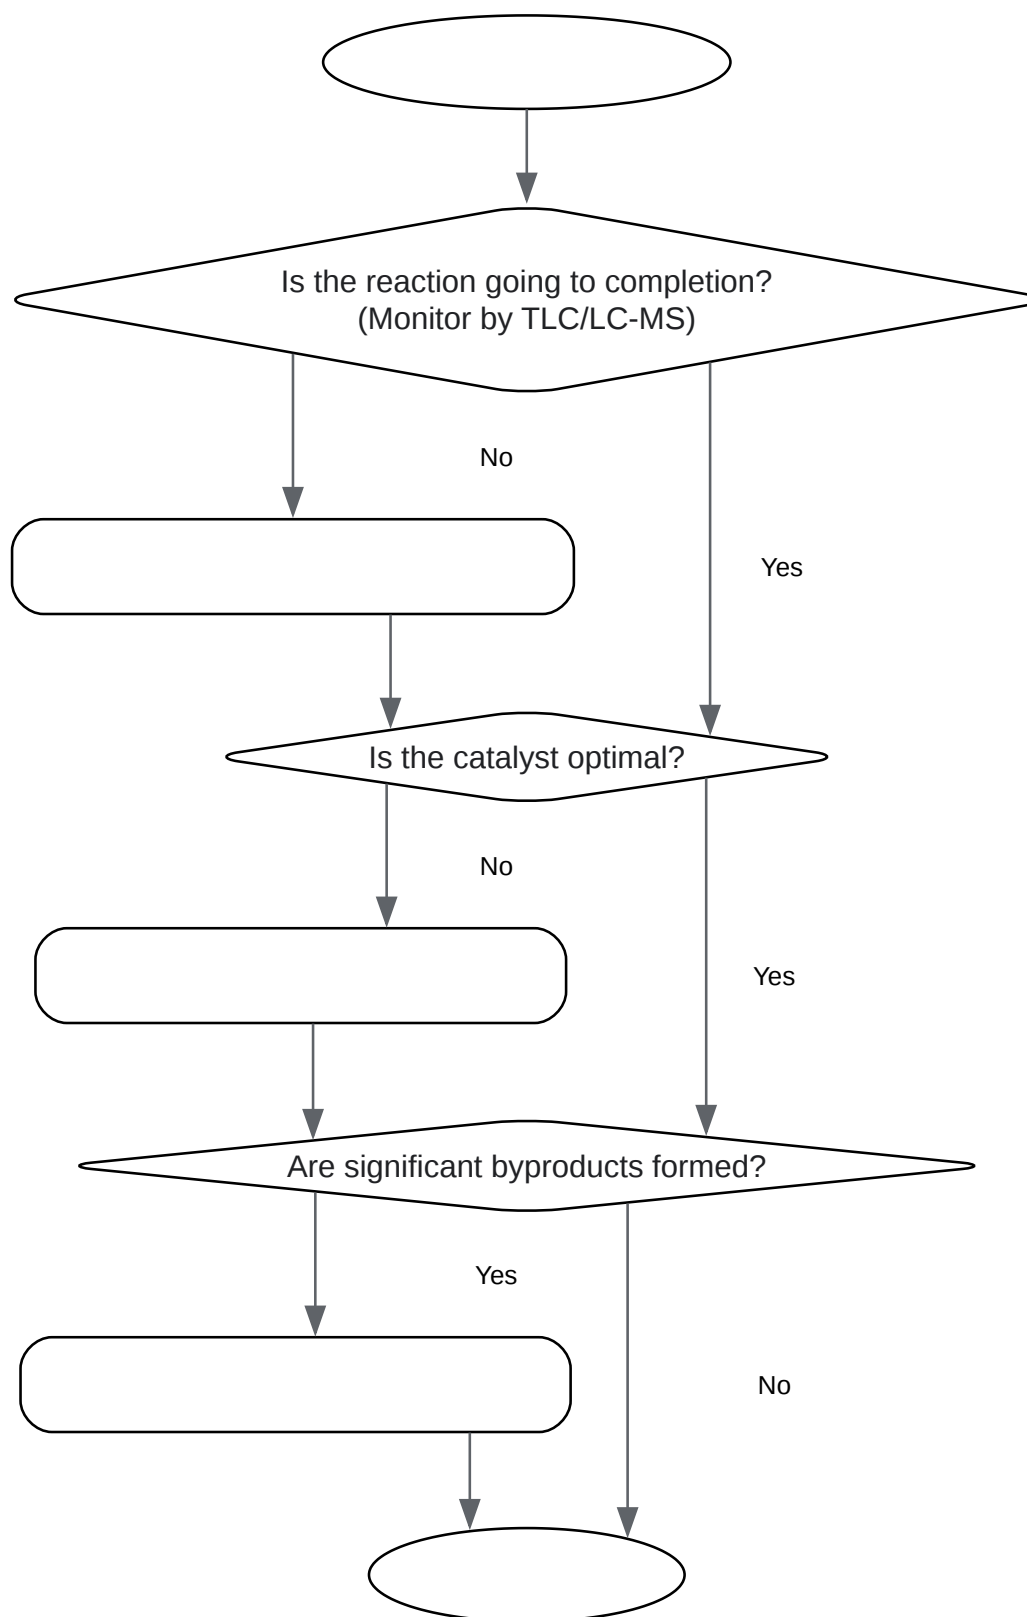 Is the reaction going to completion?
(Monitor by TLC/LC-MS)
No
Yes
Is the catalyst optimal?
No
Yes
Are significant byproducts formed?
Yes
No